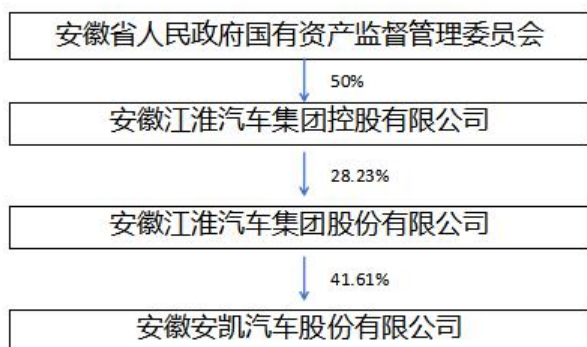 安徽省人民政府国有资产监督管理委员会
50%
安徽江淮汽车集团控股有限公司
28.23%
安徽江淮汽车集团股份有限公司
41.61%
安徽安凯汽车股份有限公司